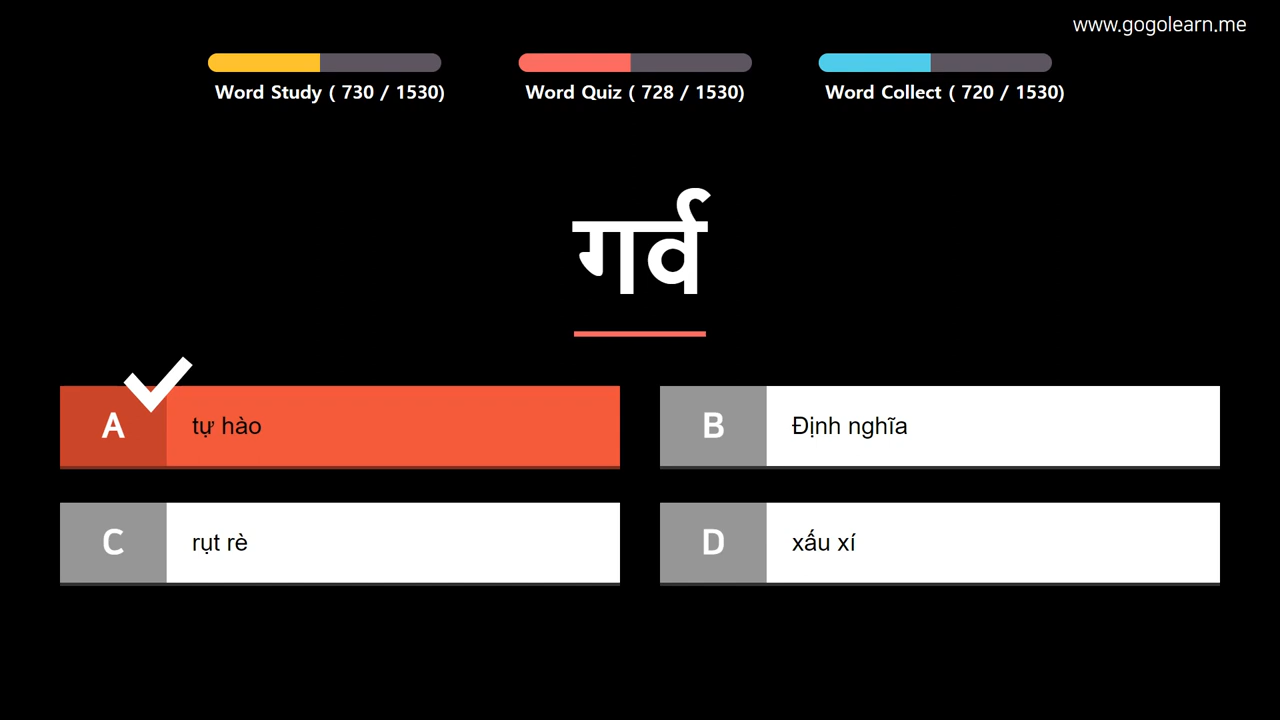 www.gogolearn.me
Word Study ( 730 / 1530)
Word Quiz ( 728 / 1530)
Word Collect ( 720 / 1530)
गर्व
A
tự hào
B
Định nghĩa
C
rụt rè
D
xấu xí